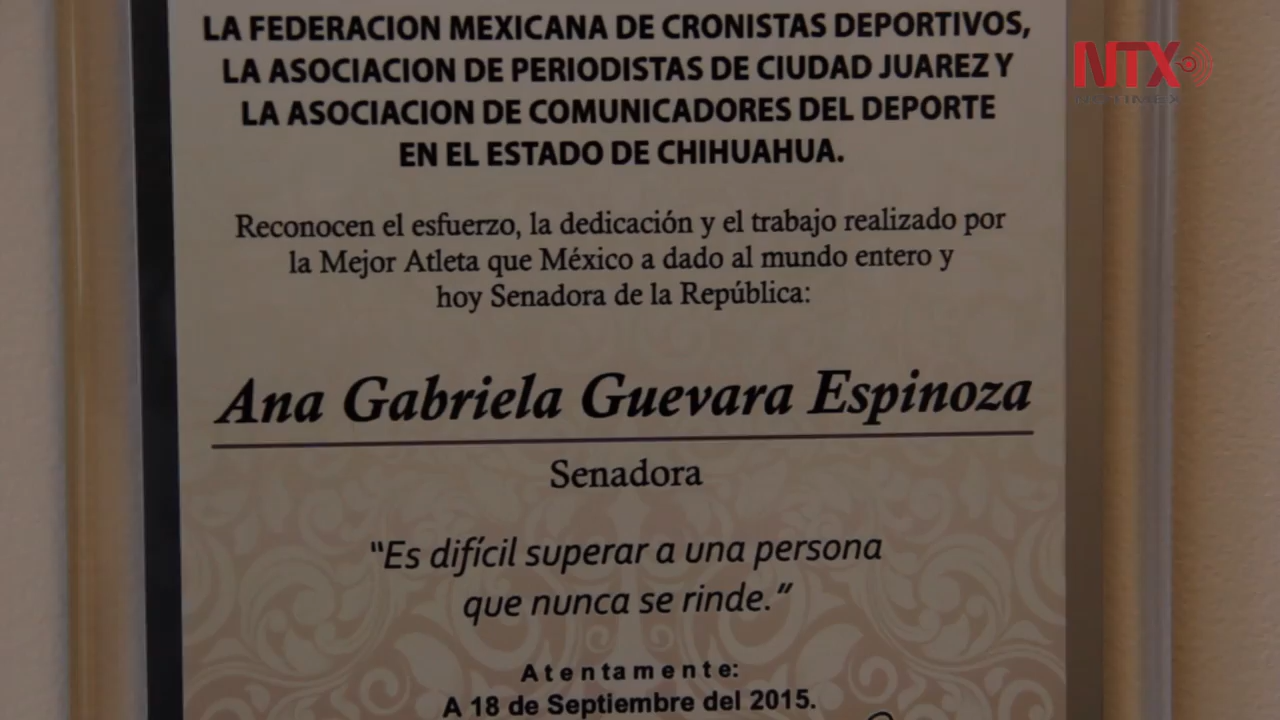 LA FEDERACION MEXICANA DE CRONISTAS DEPORTIVOS,
LA ASOCIACION DE PERIODISTAS DE CIUDAD JUAREZ Y
LA ASOCIACION DE COMUNICADORES DEL DEPORTE
EN EL ESTADO DE CHIHUAHUA.
NTX
NOTIMEX
Reconocen el esfuerzo, la dedicación y el trabajo realizado por
la Mejor Atleta que México a dado al mundo entero y
hoy Senadora de la República:
Ana Gabriela Guevara Espinoza
Senadora
"Es difícil superar a una persona
que nunca se rinde."
Atentamente:
A 18 de Septiembre del 2015.